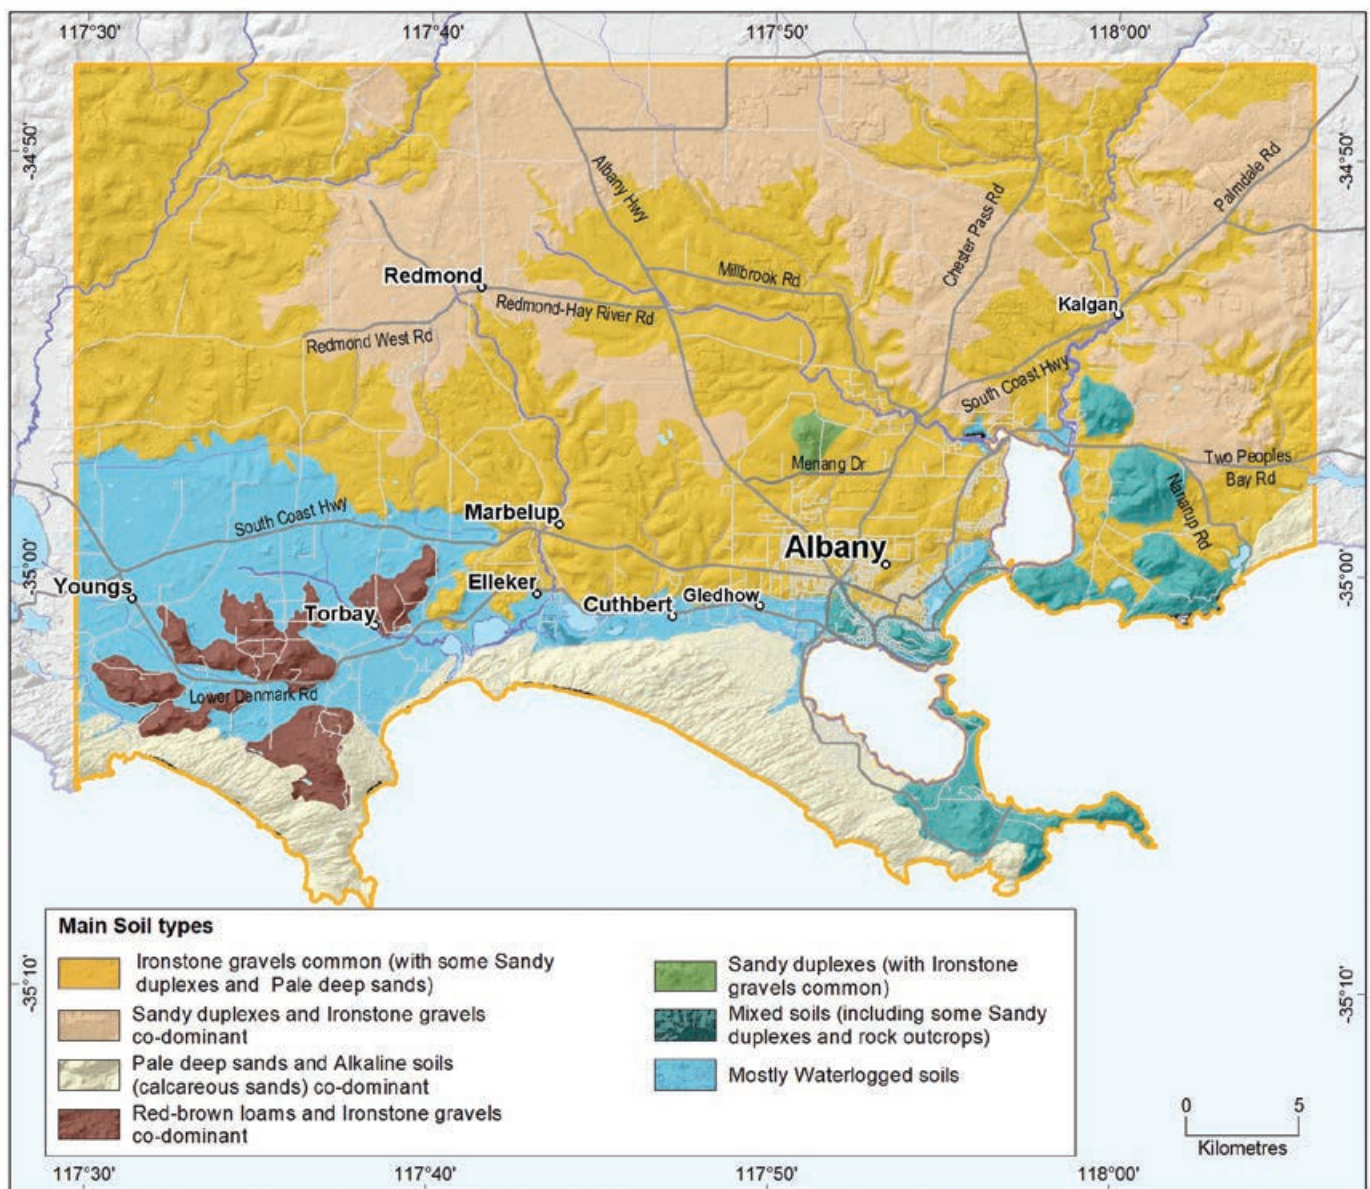 117°30'
117°40'
117°50'
118°00'
-34°50'
-34°50'
Albany Hwy
Chester Pass Rd
Palmdale Rd
Redmond
Millbrook Rd
Kalgan
Redmond-Hay River Rd
Redmond West Rd
South Coast Hwy
Menang Dr
Two Peoples
Bay Rd
Nanarup Rd
South Coast Hwy
Marbelup
Albany
-35°00'
-35°00'
Youngs
Elleker
Cuthbert
Gledhow
Torbay
Lower Denmark Rd
Main Soil types
Ironstone gravels common (with some Sandy
duplexes and Pale deep sands)
Sandy duplexes and Ironstone gravels
co-dominant
Pale deep sands and Alkaline soils
(calcareous sands) co-dominant
Red-brown loams and Ironstone gravels
co-dominant
Sandy duplexes (with Ironstone
gravels common)
Mixed soils (including some Sandy
duplexes and rock outcrops)
Mostly Waterlogged soils
-35°10'
-35°10'
0 5
Kilometres
117°30'
117°40'
117°50'
118°00'